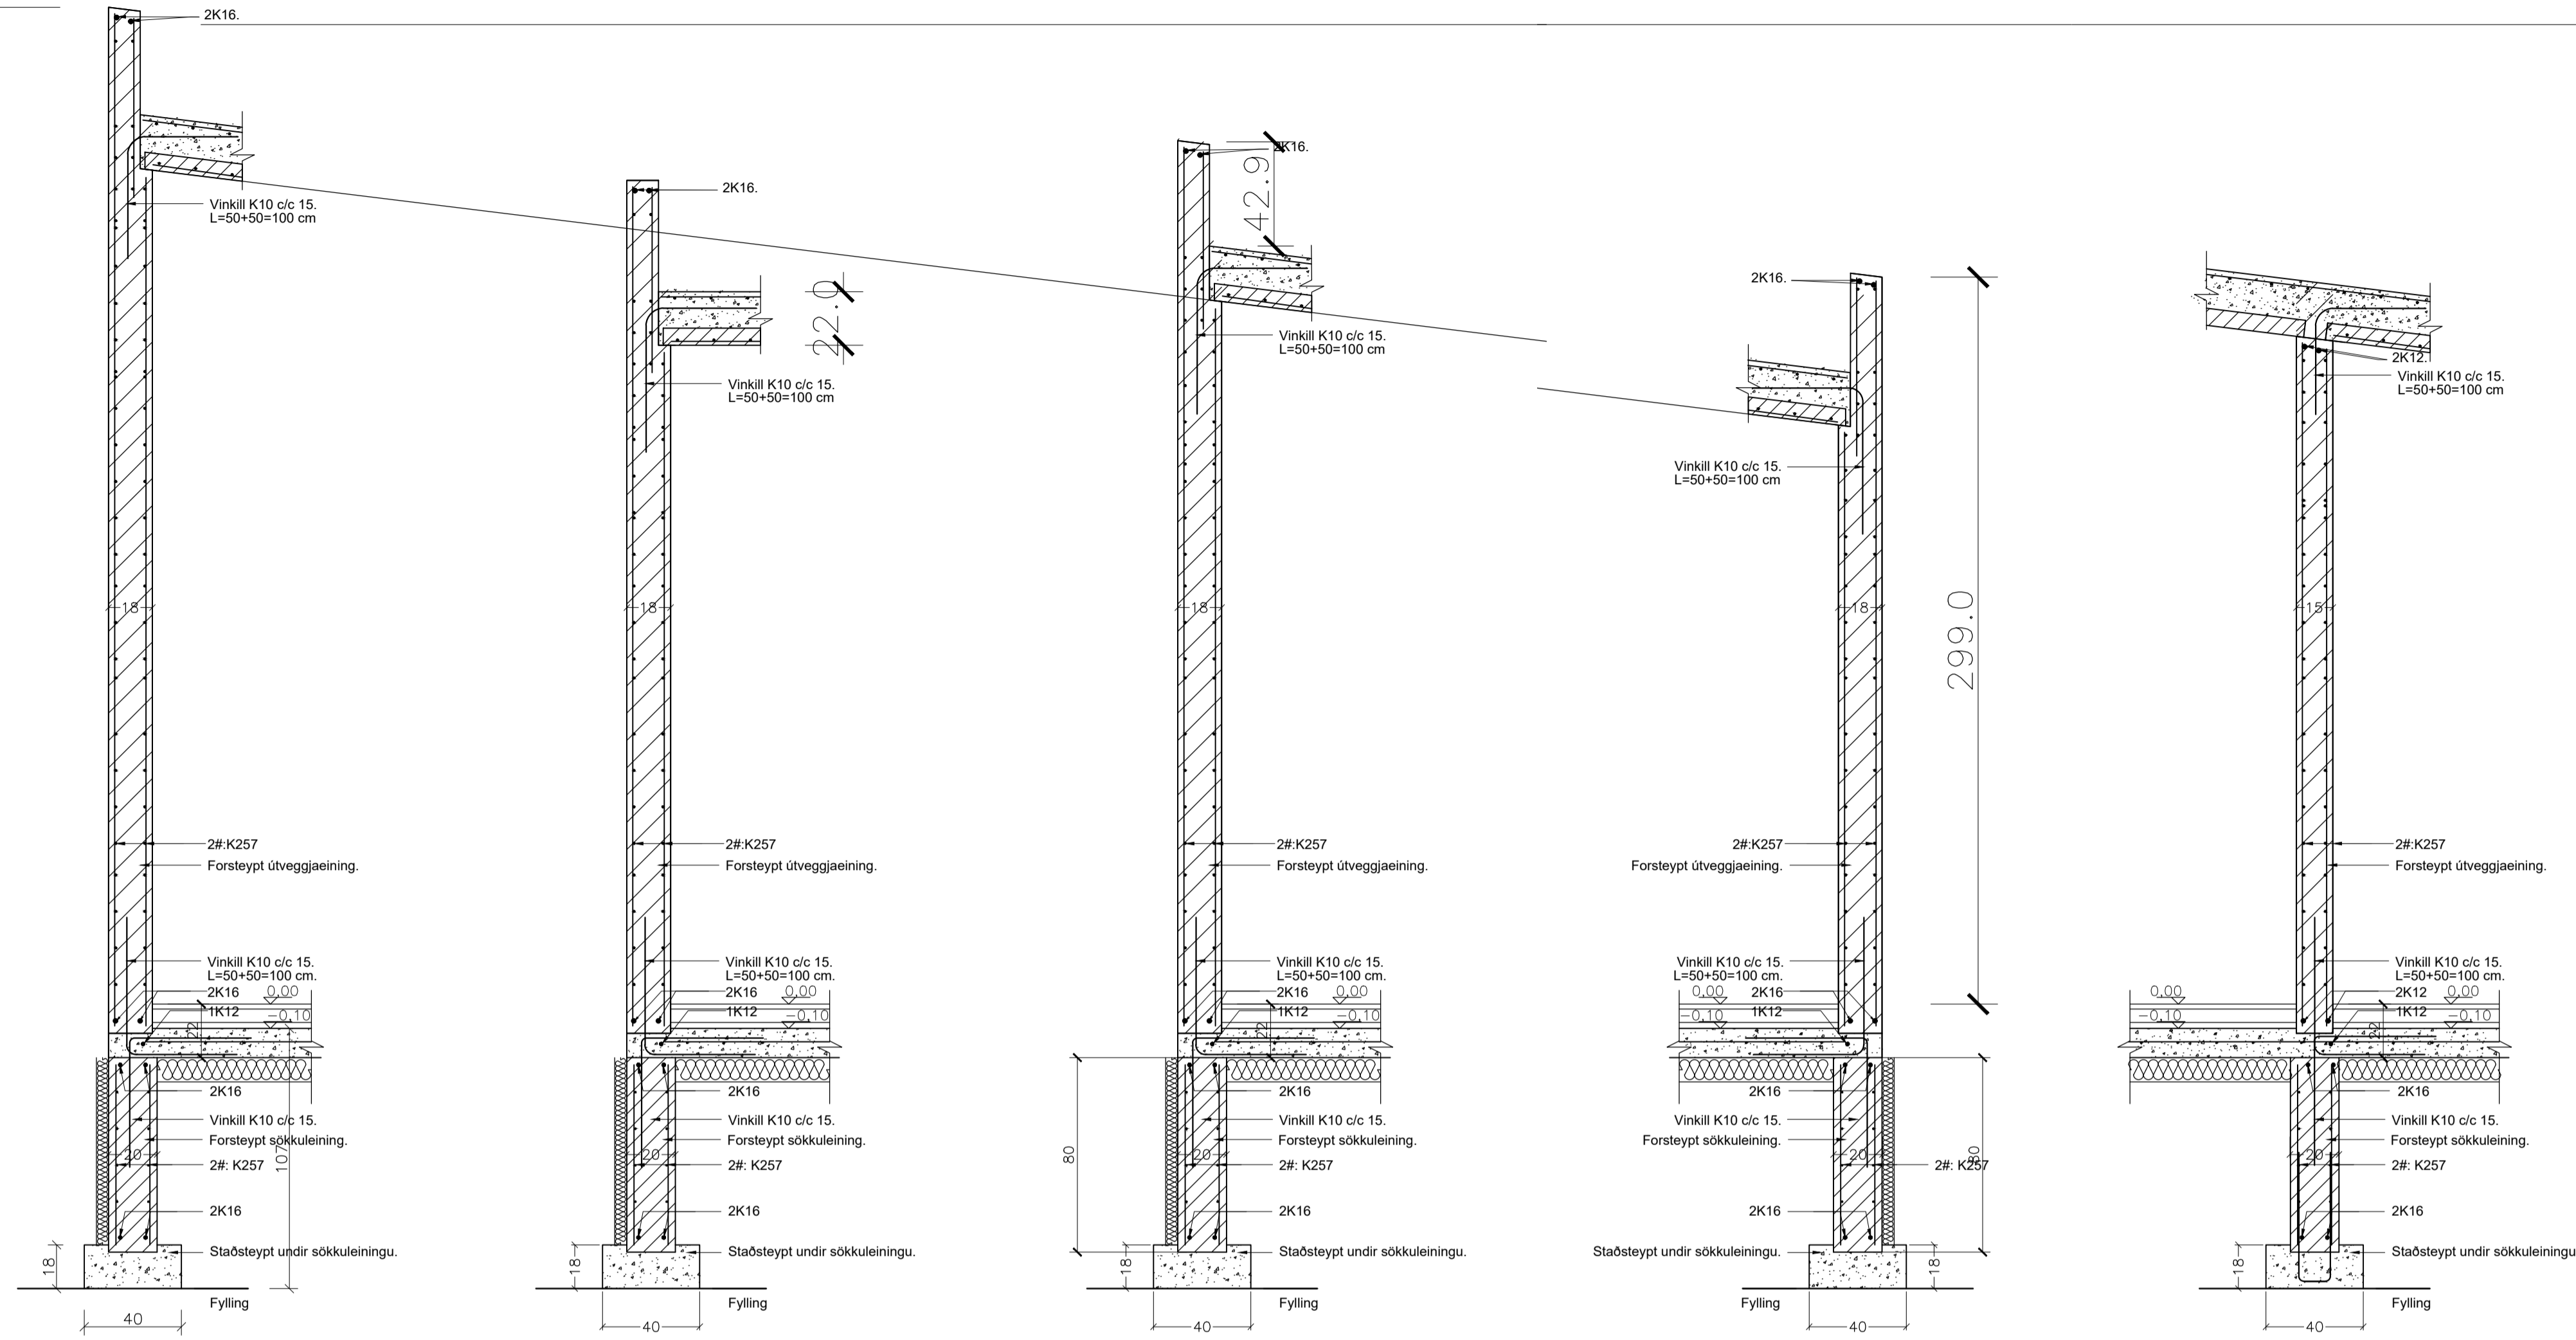 2K16.
Vinkill K10 c/c 15.
L=50+50=100 cm
18
2#:K257
Forsteypt útveggjaeining.
Vinkill K10 c/c 15.
L=50+50=100 cm.
2K16
0,00
1K12
-0,10
22
2K16
Vinkill K10 c/c 15.
Forsteypt sökkuleining.
20
107
2#: K257
2K16
Staðsteypt undir sökkuleiningu.
18
Fylling
40
2K16.
22.0
Vinkill K10 c/c 15.
L=50+50=100 cm
18
2#:K257
Forsteypt útveggjaeining.
Vinkill K10 c/c 15.
L=50+50=100 cm.
2K16
0,00
1K12
-0,10
2K16
Vinkill K10 c/c 15.
Forsteypt sökkuleining.
20
2#: K257
2K16
Staðsteypt undir sökkuleiningu.
18
Fylling
40
2K16.
42.9
Vinkill K10 c/c 15.
L=50+50=100 cm
18
2#:K257
Forsteypt útveggjaeining.
Vinkill K10 c/c 15.
L=50+50=100 cm.
2K16
0,00
1K12
-0,10
22
2K16
Vinkill K10 c/c 15.
Forsteypt sökkuleining.
80
20
2#: K257
2K16
Staðsteypt undir sökkuleiningu.
18
Fylling
40
2K16.
Vinkill K10 c/c 15.
L=50+50=100 cm
18
299.0
2#:K257
Forsteypt útveggjaeining.
Vinkill K10 c/c 15.
L=50+50=100 cm.
0,00
2K16
-0,10
1K12
2K16
Vinkill K10 c/c 15.
Forsteypt sökkuleining.
20
80
2#: K257
2K16
Staðsteypt undir sökkuleiningu.
18
Fylling
40
2K12.
Vinkill K10 c/c 15.
L=50+50=100 cm
15
2#:K257
Forsteypt útveggjaeining.
Vinkill K10 c/c 15.
L=50+50=100 cm.
0,00
2K12
0,00
-0,10
1K12
-0,10
22
2K16
Vinkill K10 c/c 15.
Forsteypt sökkuleining.
20
2#: K257
2K16
Staðsteypt undir sökkuleiningu
18
Fylling
40